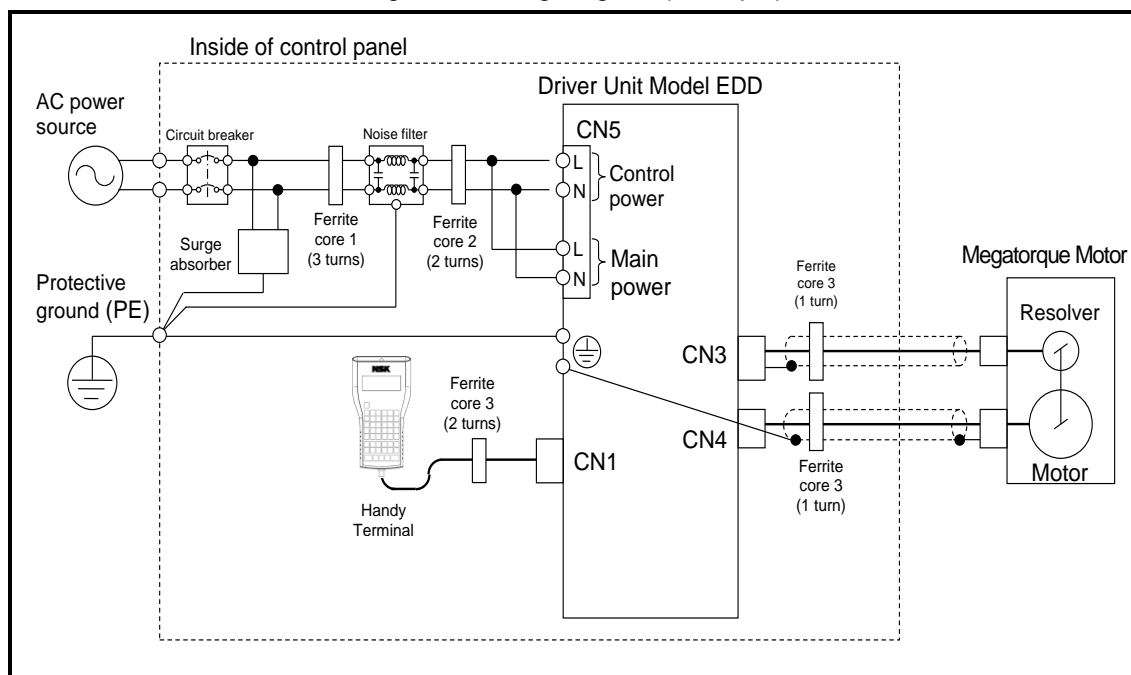 Inside of control panel
Driver Unit Model EDD
AC power
source
Circuit breaker
Noise filter
CN5
L
N
Control
power
Ferrite
core 1
(3 turns)
Ferrite
core 2
(2 turns)
Surge
absorber
L
N
Main
power
Protective
ground (PE)
Megatorque Motor
Ferrite
core 3
(1 turn)
Resolver
CN3
NSK
Ferrite
core 3
(2 turns)
CN4
CN1
Motor
Ferrite
core 3
(1 turn)
Handy
Terminal